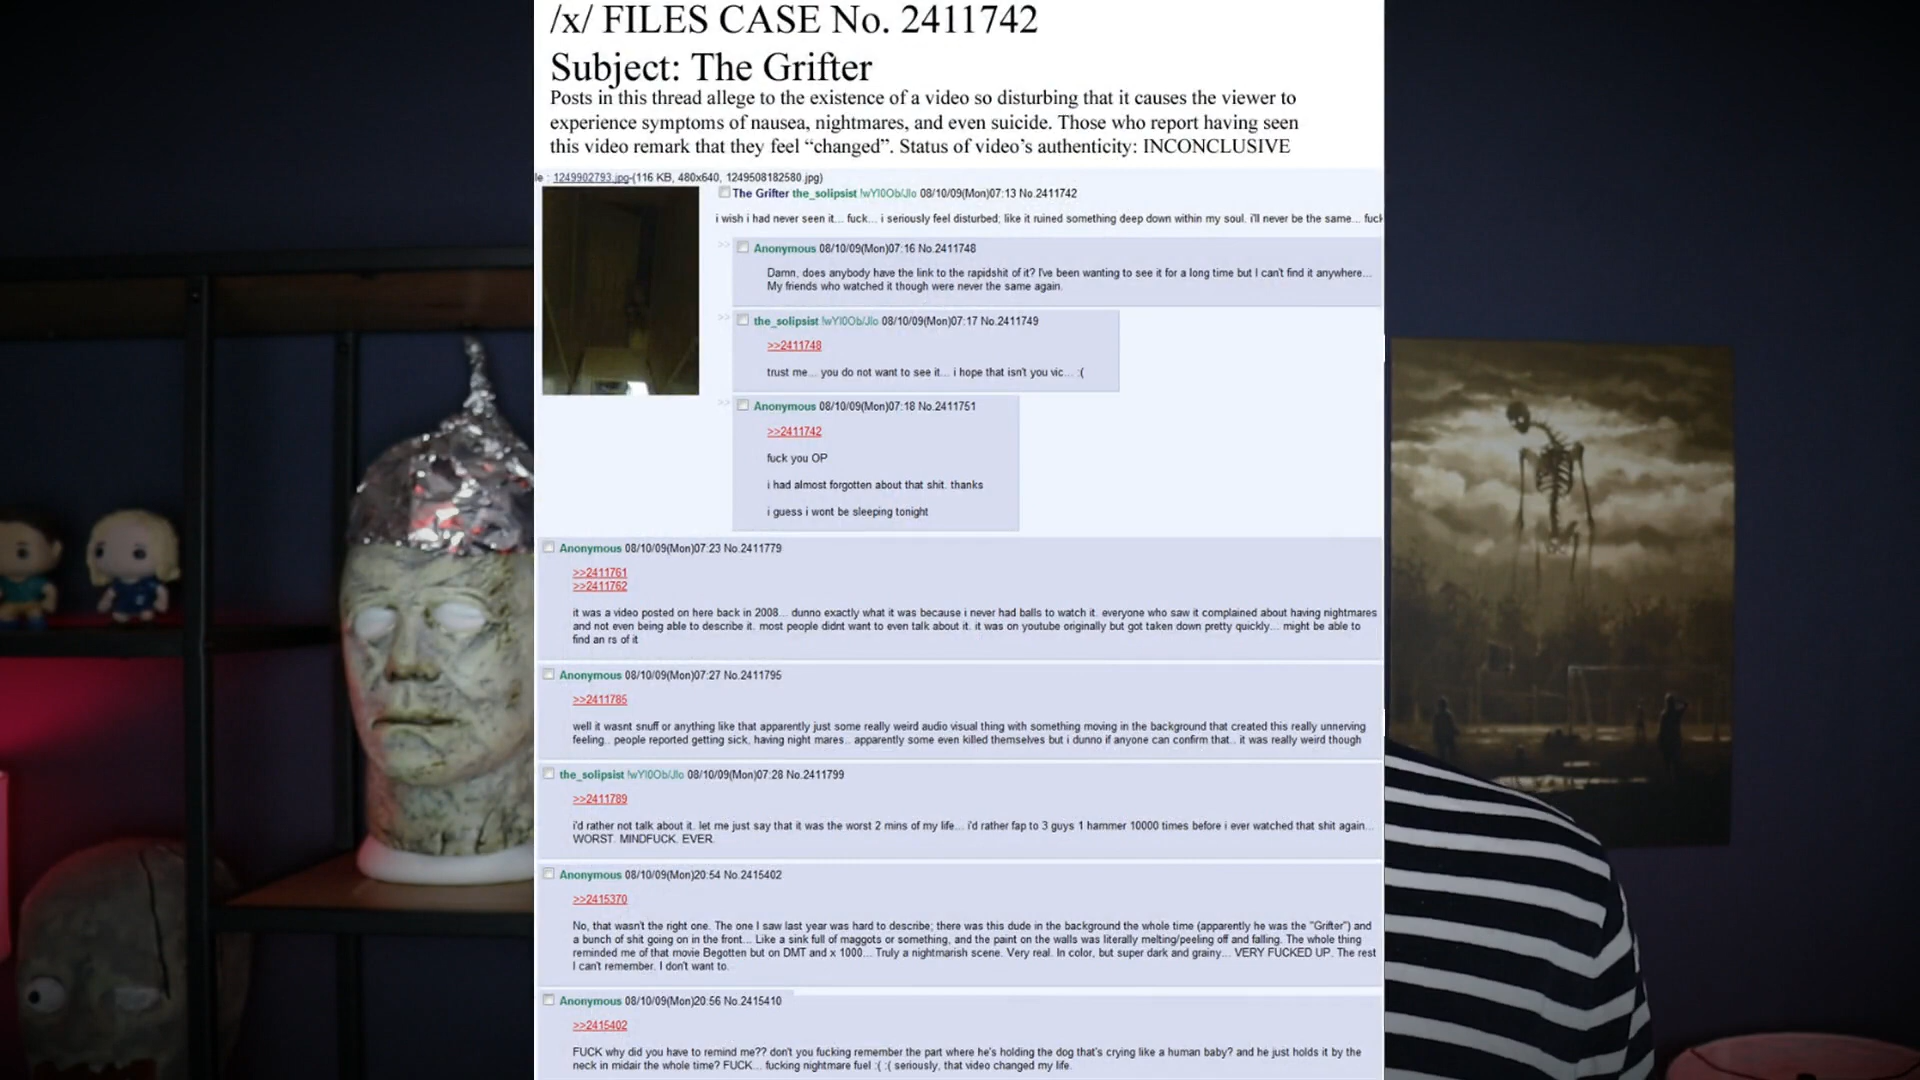 /x/ FILES CASE No. 2411742
Subject: The Grifter
Posts in this thread allege to the existence of a video so disturbing that it causes the viewer to
experience symptoms of nausea, nightmares, and even suicide. Those who report having seen
this video remark that they feel “changed”. Status of video’s authenticity: INCONCLUSIVE
le : 1249902793.jpg-(116 KB, 480x640, 1249508182580.jpg)
The Grifter the_solipsist !wYI0Ob/JIo 08/10/09(Mon)07:13 No.2411742
i wish i had never seen it... fuck... i seriously feel disturbed; like it ruined something deep down within my soul. i'll never be the same... fuck
>> Anonymous 08/10/09(Mon)07:16 No.2411748
Damn, does anybody have the link to the rapidshit of it? I've been wanting to see it for a long time but I can't find it anywhere...
My friends who watched it though were never the same again.
>> the_solipsist !wYI0Ob/JIo 08/10/09(Mon)07:17 No.2411749
>>2411748
trust me... you do not want to see it... i hope that isn't you vic... :(
>> Anonymous 08/10/09(Mon)07:18 No.2411751
>>2411742
fuck you OP
i had almost forgotten about that shit. thanks
i guess i wont be sleeping tonight
Anonymous 08/10/09(Mon)07:23 No.2411779
>>2411761
>>2411762
it was a video posted on here back in 2008... dunno exactly what it was because i never had balls to watch it. everyone who saw it complained about having nightmares
and not even being able to describe it. most people didnt want to even talk about it. it was on youtube originally but got taken down pretty quickly... might be able to
find an rs of it
Anonymous 08/10/09(Mon)07:27 No.2411795
>>2411785
well it wasnt snuff or anything like that apparently just some really weird audio visual thing with something moving in the background that created this really unnerving
feeling.. people reported getting sick, having night mares.. apparently some even killed themselves but i dunno if anyone can confirm that.. it was really weird though
the_solipsist !wYI0Ob/JIo 08/10/09(Mon)07:28 No.2411799
>>2411789
i'd rather not talk about it. let me just say that it was the worst 2 mins of my life... i'd rather fap to 3 guys 1 hammer 10000 times before i ever watched that shit again...
WORST. MINDFUCK. EVER.
Anonymous 08/10/09(Mon)20:54 No.2415402
>>2415370
No, that wasn't the right one. The one I saw last year was hard to describe; there was this dude in the background the whole time (apparently he was the "Grifter") and
a bunch of shit going on in the front... Like a sink full of maggots or something, and the paint on the walls was literally melting/peeling off and falling. The whole thing
reminded me of that movie Begotten but on DMT and x 1000... Truly a nightmarish scene. Very real. In color, but super dark and grainy... VERY FUCKED UP. The rest
I can't remember. I don't want to.
Anonymous 08/10/09(Mon)20:56 No.2415410
>>2415402
FUCK why did you have to remind me?? don't you fucking remember the part where he's holding the dog that's crying like a human baby? and he just holds it by the
neck in midair the whole time? FUCK... fucking nightmare fuel :( :( seriously, that video changed my life.